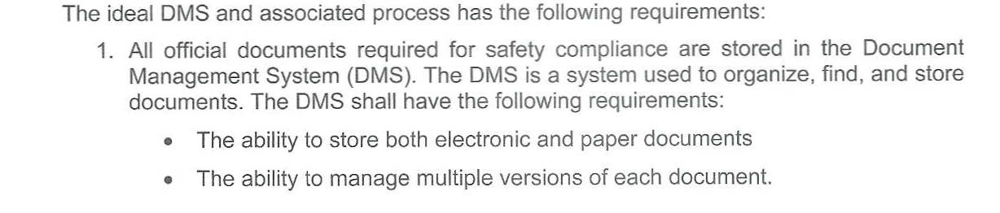 The ideal DMS and associated process has the following requirements:
1. All official documents required for safety compliance are stored in the Document
Management System (DMS). The DMS is a system used to organize, find, and store
documents. The DMS shall have the following requirements:
• The ability to store both electronic and paper documents
• The ability to manage multiple versions of each document.